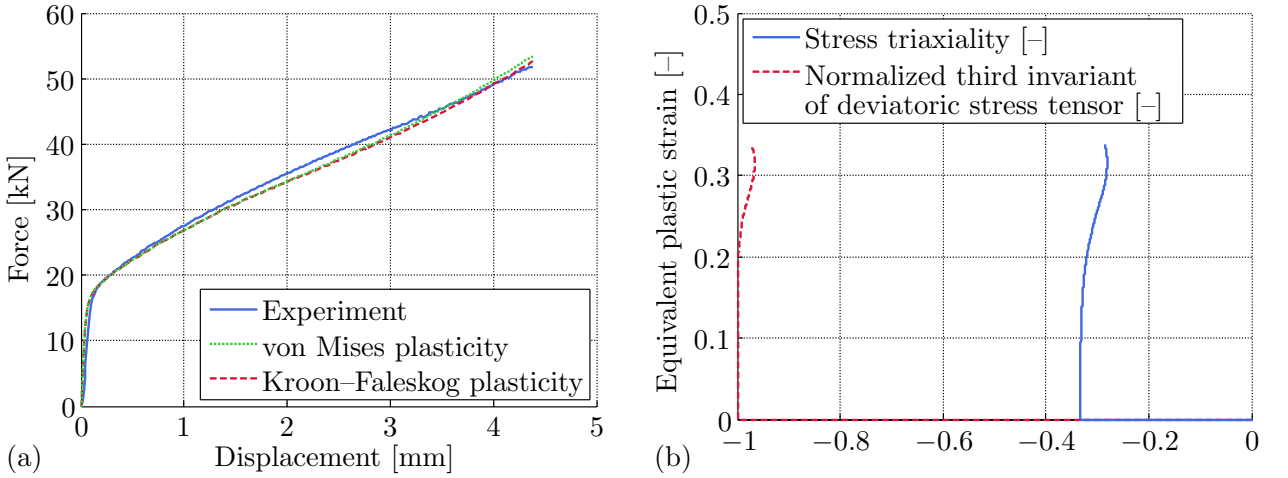 60
50
40
30
20
10
0
0
1
2
3
4
5
Force [kN]
Displacement [mm]
Experiment
von Mises plasticity
Kroon–Faleskog plasticity
(a)
0.5
0.4
0.3
0.2
0.1
0
−1
−0.8
−0.6
−0.4
−0.2
0
Equivalent plastic strain [–]
Stress triaxiality [–]
Normalized third invariant
of deviatoric stress tensor [–]
(b)